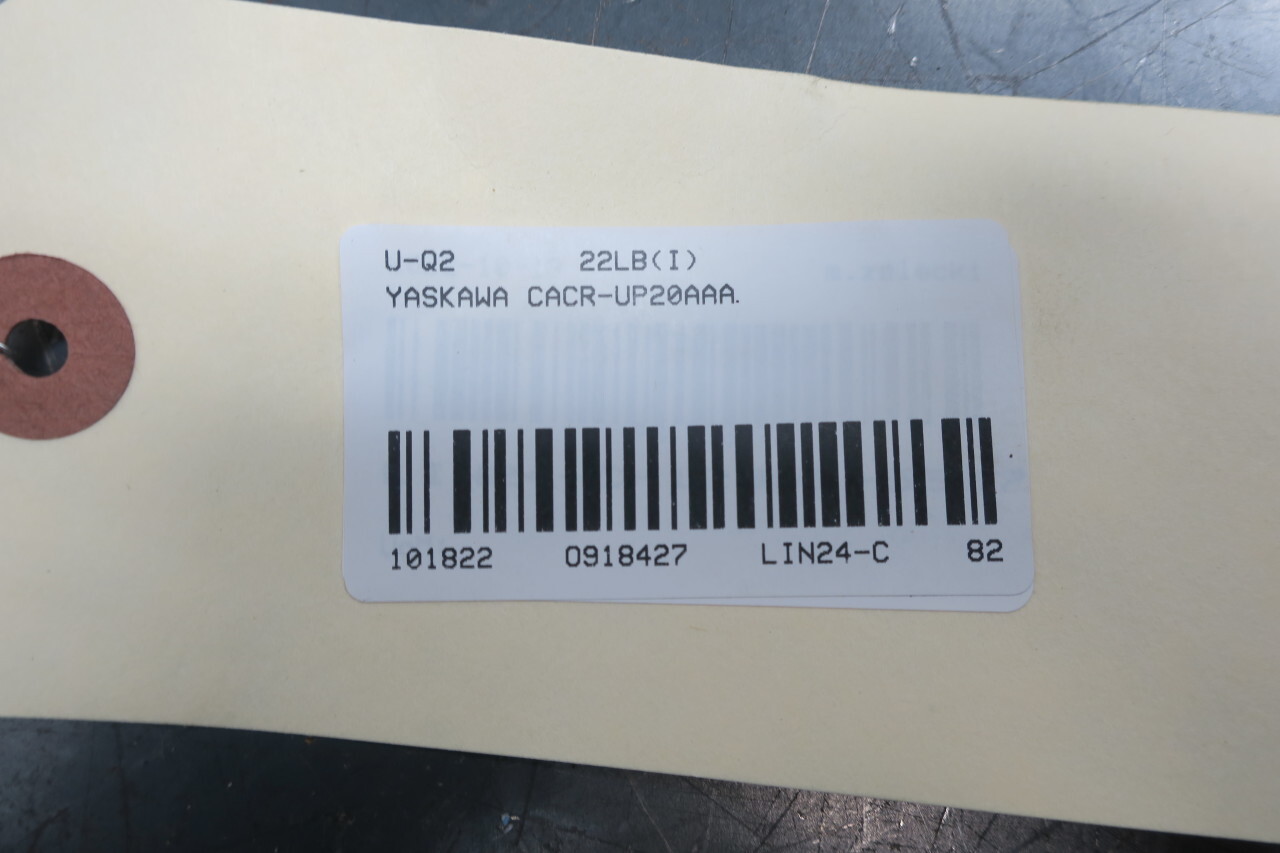 U-Q2 22LB(I)
YASKAWA CACR-UP20AAA.
101822 0918427 LIN24-C 82